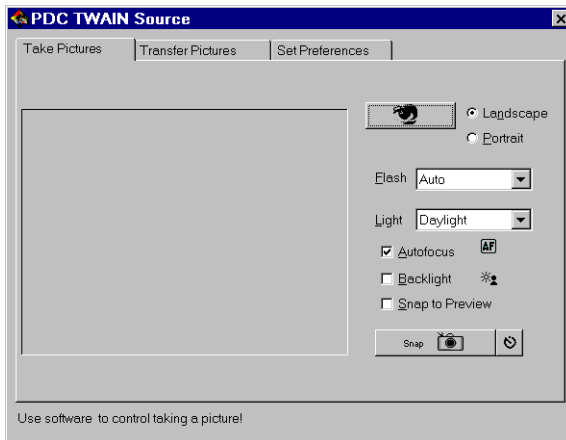 PDC TWAIN Source
Take Pictures
Transfer Pictures
Set Preferences
Landscape
Portrait
Flash Auto
Light Daylight
Autofocus AF
Backlight
Snap to Preview
Snap
Use software to control taking a picture!